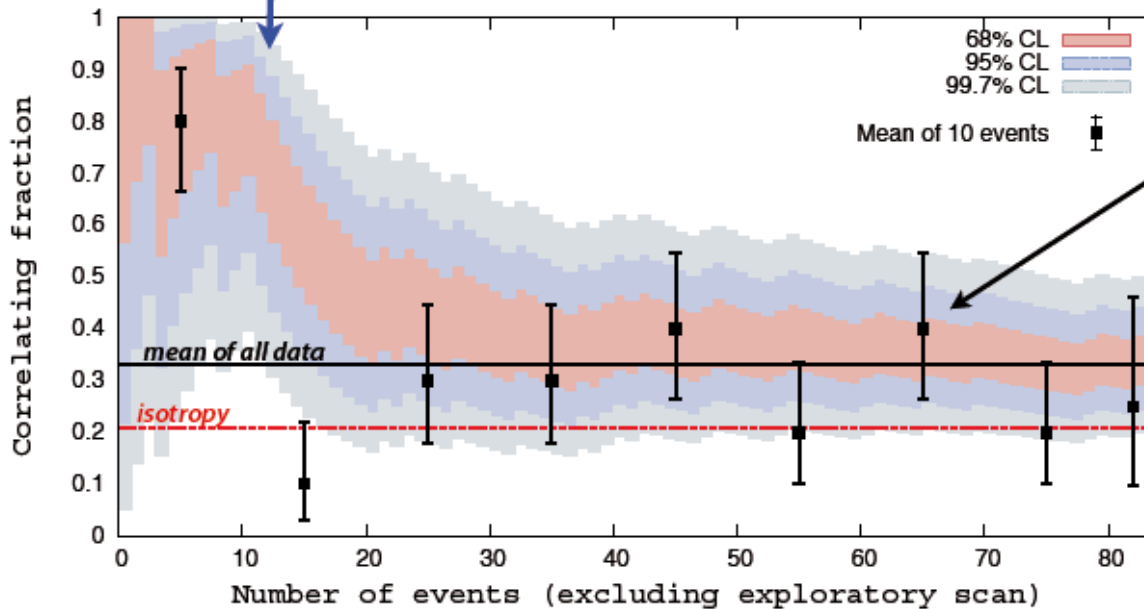 1
0.9
0.8
0.7
0.6
0.5
0.4
0.3
0.2
0.1
0
Correlating fraction
68% CL
95% CL
99.7% CL
Mean of 10 events
mean of all data
isotropy
0 10 20 30 40 50 60 70 80
Number of events (excluding exploratory scan)